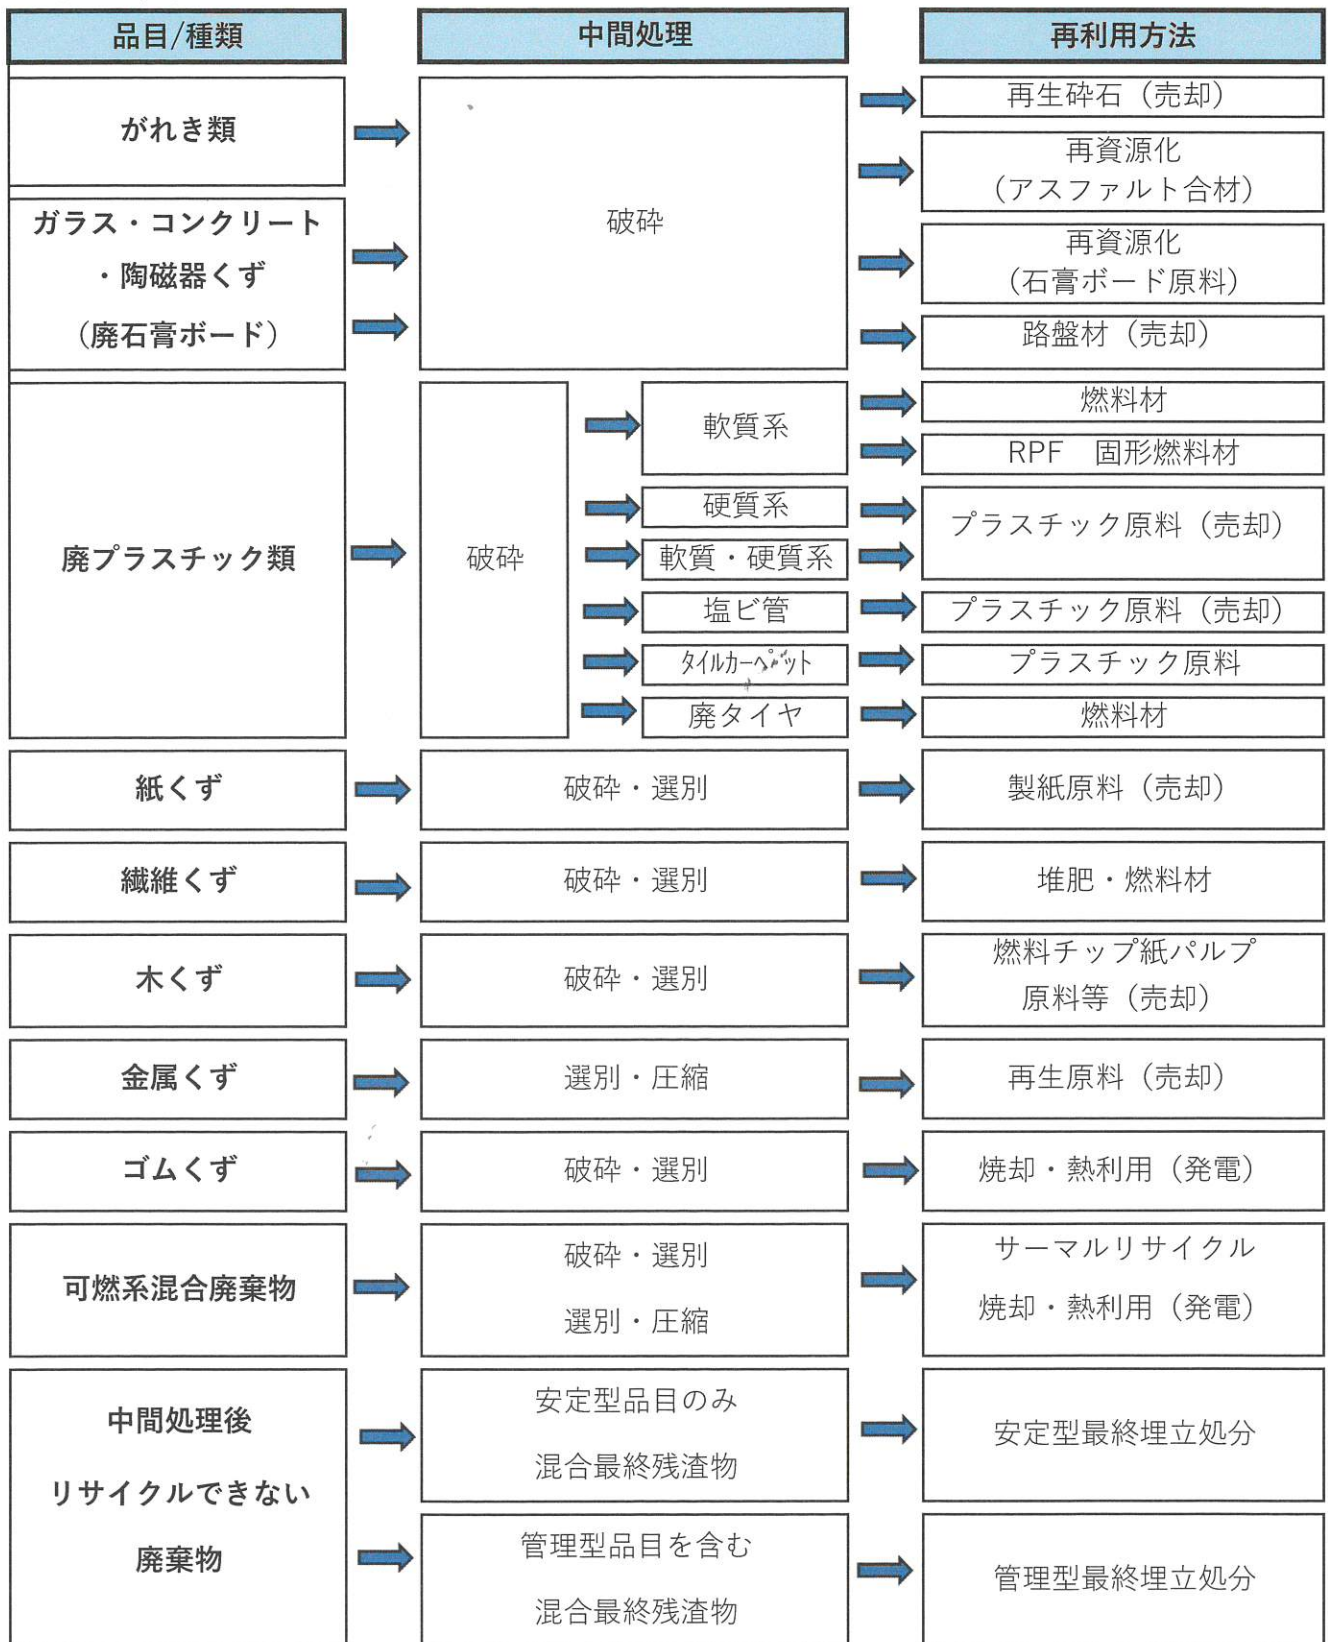 品目/種類
中間処理
再利用方法
がれき類
ガラス・コンクリート
・陶磁器くず
（廃石膏ボード）
破砕
再生砕石（売却）
再資源化
（アスファルト合材）
再資源化
（石膏ボード原料）
路盤材（売却）
廃プラスチック類
破砕
軟質系
燃料材
RPF　固形燃料材
硬質系
軟質・硬質系
プラスチック原料（売却）
塩ビ管
プラスチック原料（売却）
タイルカーペット
プラスチック原料
廃タイヤ
燃料材
紙くず
破砕・選別
製紙原料（売却）
繊維くず
破砕・選別
堆肥・燃料材
木くず
破砕・選別
燃料チップ紙パルプ
原料等（売却）
金属くず
選別・圧縮
再生原料（売却）
ゴムくず
破砕・選別
焼却・熱利用（発電）
可燃系混合廃棄物
破砕・選別
選別・圧縮
サーマルリサイクル
焼却・熱利用（発電）
中間処理後
リサイクルできない
廃棄物
安定型品目のみ
混合最終残渣物
安定型最終埋立処分
管理型品目を含む
混合最終残渣物
管理型最終埋立処分